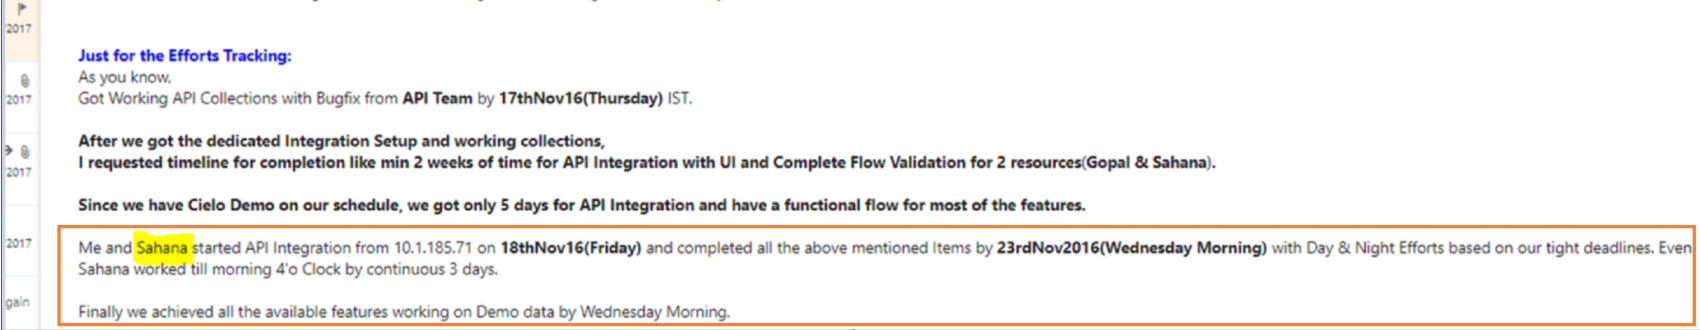 2017
2017
2017
2017
gain
Just for the Efforts Tracking:
As you know,
Got Working API Collections with Bugfix from API Team by 17thNov16(Thursday) IST.
After we got the dedicated Integration Setup and working collections,
I requested timeline for completion like min 2 weeks of time for API Integration with UI and Complete Flow Validation for 2 resources(Gopal & Sahana).
Since we have Cielo Demo on our schedule, we got only 5 days for API Integration and have a functional flow for most of the features.
Me and Sahana started API Integration from 10.1.185.71 on 18thNov16(Friday) and completed all the above mentioned Items by 23rdNov2016(Wednesday Morning) with Day & Night Efforts based on our tight deadlines. Even
Sahana worked till morning 4'o Clock by continuous 3 days.
Finally we achieved all the available features working on Demo data by Wednesday Morning.